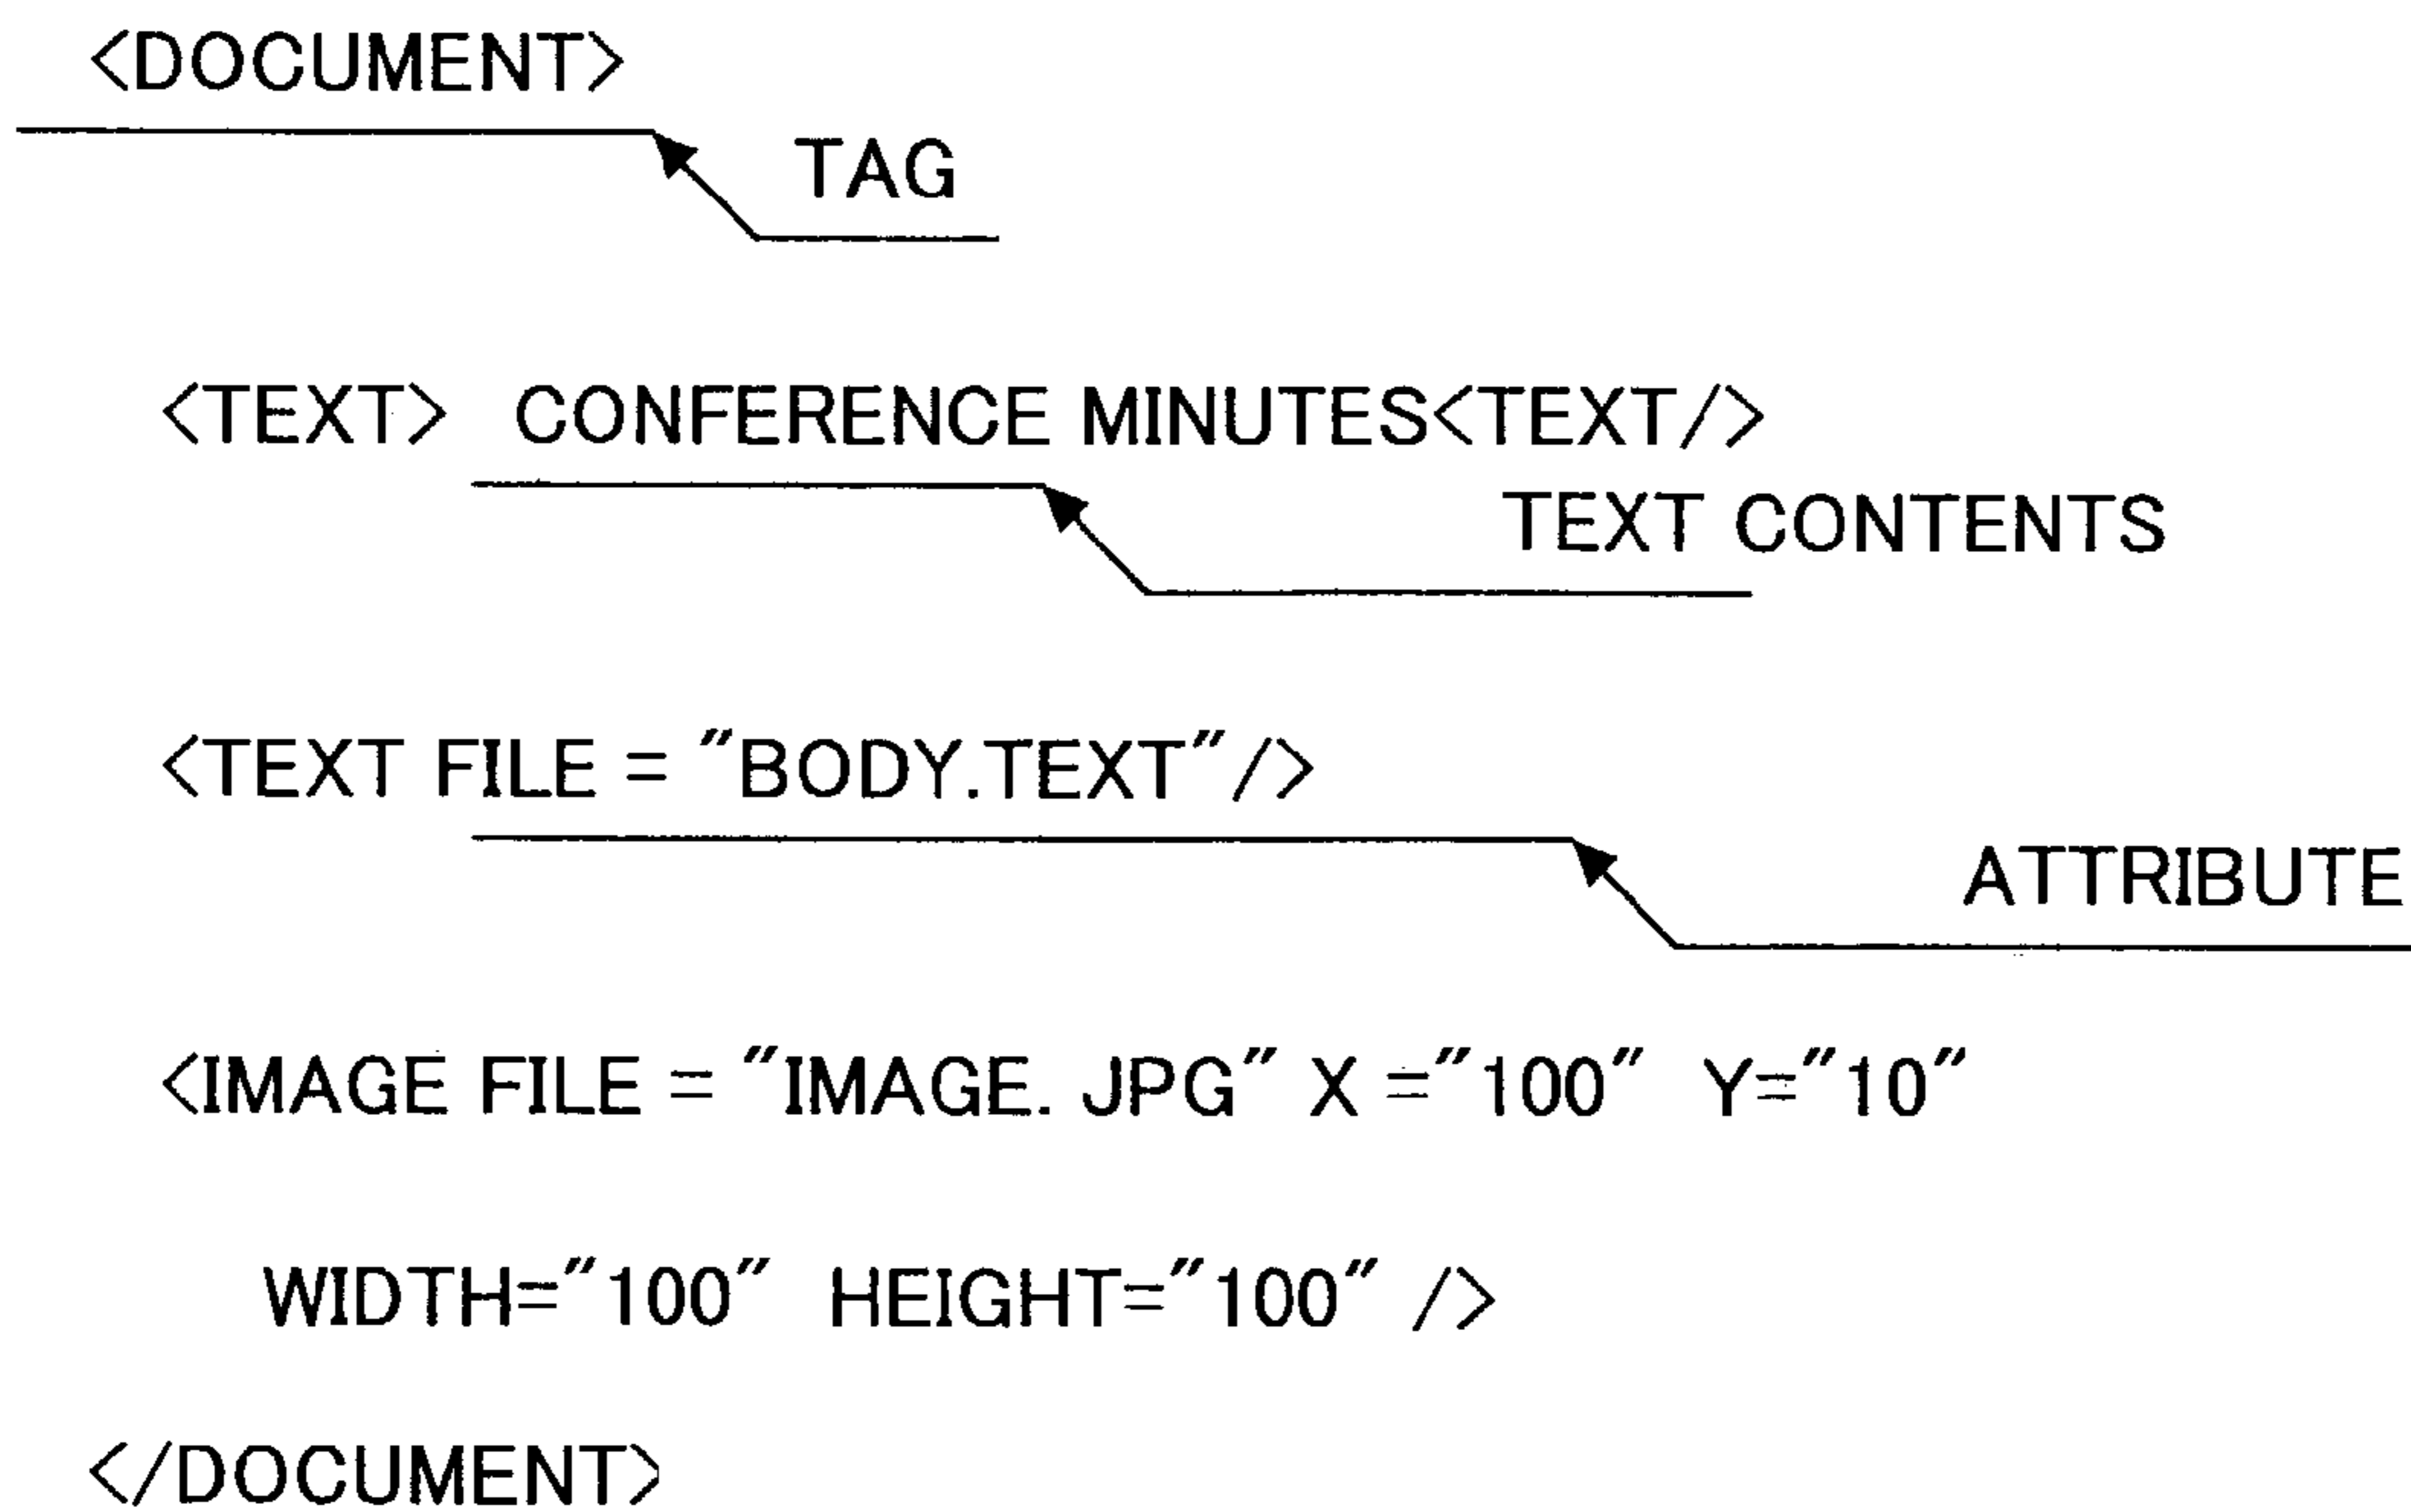 <DOCUMENT>
TAG
<TEXT> CONFERENCE MINUTES<TEXT/>
TEXT CONTENTS
<TEXT FILE = "BODY.TEXT"/>
ATTRIBUTE
<IMAGE FILE = "IMAGE. JPG" X ="100" Y="10"
WIDTH="100" HEIGHT="100" />
</DOCUMENT>